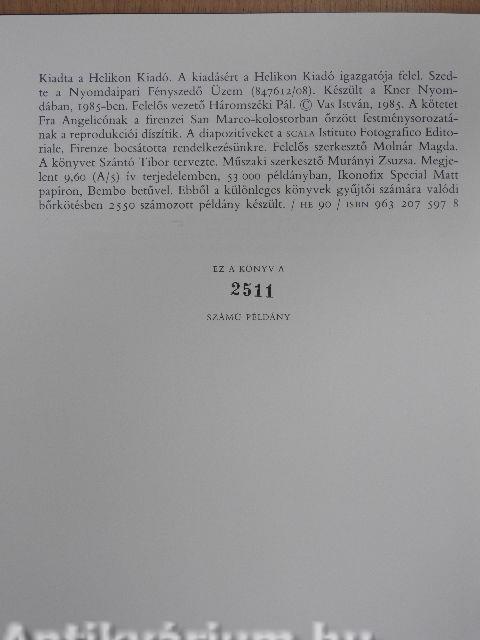 Kiadta a Helikon Kiadó. A kiadásért a Helikon Kiadó igazgatója felel. Szed-
te a Nyomdaipari Fényszedő Üzem (847612/08). Készült a Kner Nyom-
dában, 1985-ben. Felelős vezető Háromszéki Pál. © Vas István, 1985. A kötetet
Fra Angelicónak a firenzei San Marco-kolostorban őrzött festménysorozatá-
nak a reprodukciói díszítik. A diapozitíveket a SCALA Istituto Fotografico Edito-
riale, Firenze bocsátotta rendelkezésünkre. Felelős szerkesztő Molnár Magda.
A könyvet Szántó Tibor tervezte. Műszaki szerkesztő Murányi Zsuzsa. Megje-
lent 9,60 (A/5) ív terjedelemben, 53 000 példányban, Ikonofix Special Matt
papíron, Bembo betűvel. Ebből a különleges könyvek gyűjtői számára valódi
bőrkötésben 2550 számozott példány készült. / HE 90 / ISBN 963 207 597 8
EZ A KÖNYV A
2511
SZÁMÚ PÉLDÁNY
Antikvárium.hu